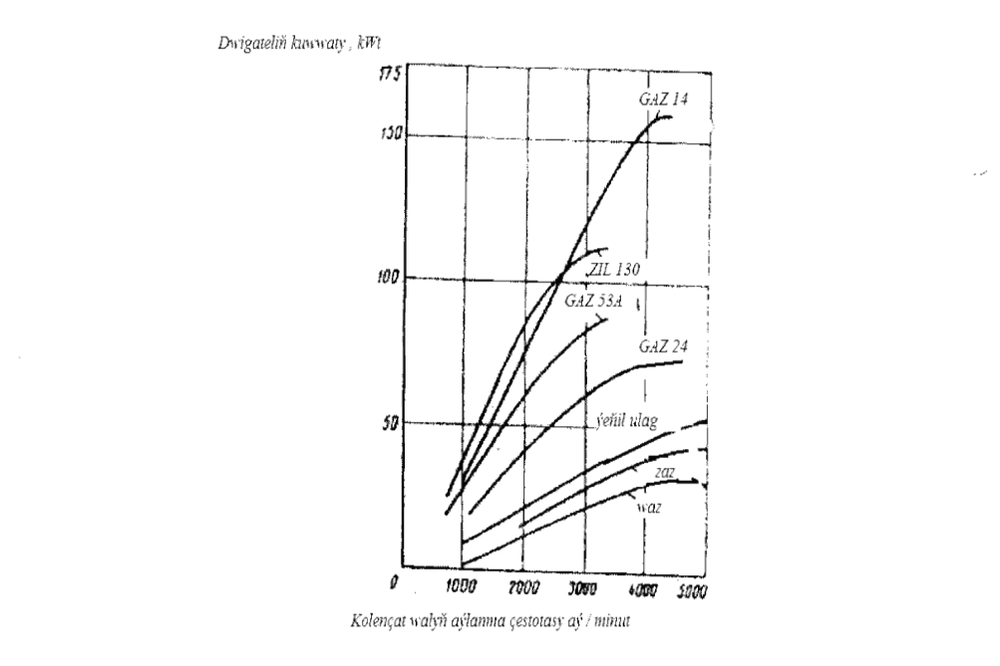 Dwigateliň kuwwaty , kWt
175
GAZ 14
150
ZIL 130
100
GAZ 53A
GAZ 24
50
ýeňil ulag
zaz
waz
0 1000 2000 3000 4000 5000
Kolençat walyň aýlanma çestotasy aý / minut